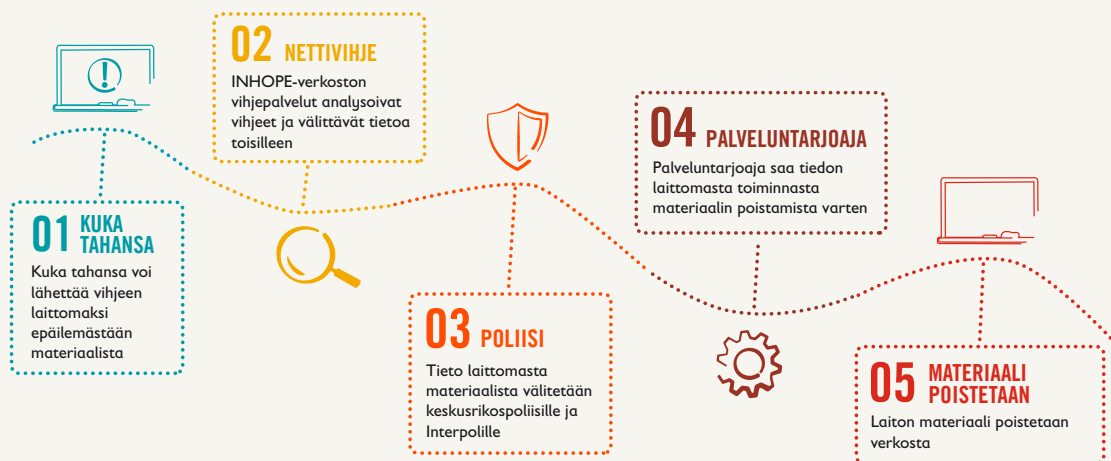 01 KUKA
TAHANSA
Kuka tahansa voi
lähettää vihjeen
laittomaksi
epäilemästään
materiaalista
02 NETTIVIHJE
INHOPE-verkoston
vihjepalvelut analysoivat
vihjeet ja välittävät tietoa
toisilleen
03 POLIISI
Tieto laittomasta
materiaalista välitetään
keskusrikospoliisille ja
Interpolille
04 PALVELUNTARJOAJA
Palveluntarjoaja saa tiedon
laittomasta toiminnasta
materiaalin poistamista varten
05 MATERIAALI
POISTETAAN
Laiton materiaali poistetaan
verkosta